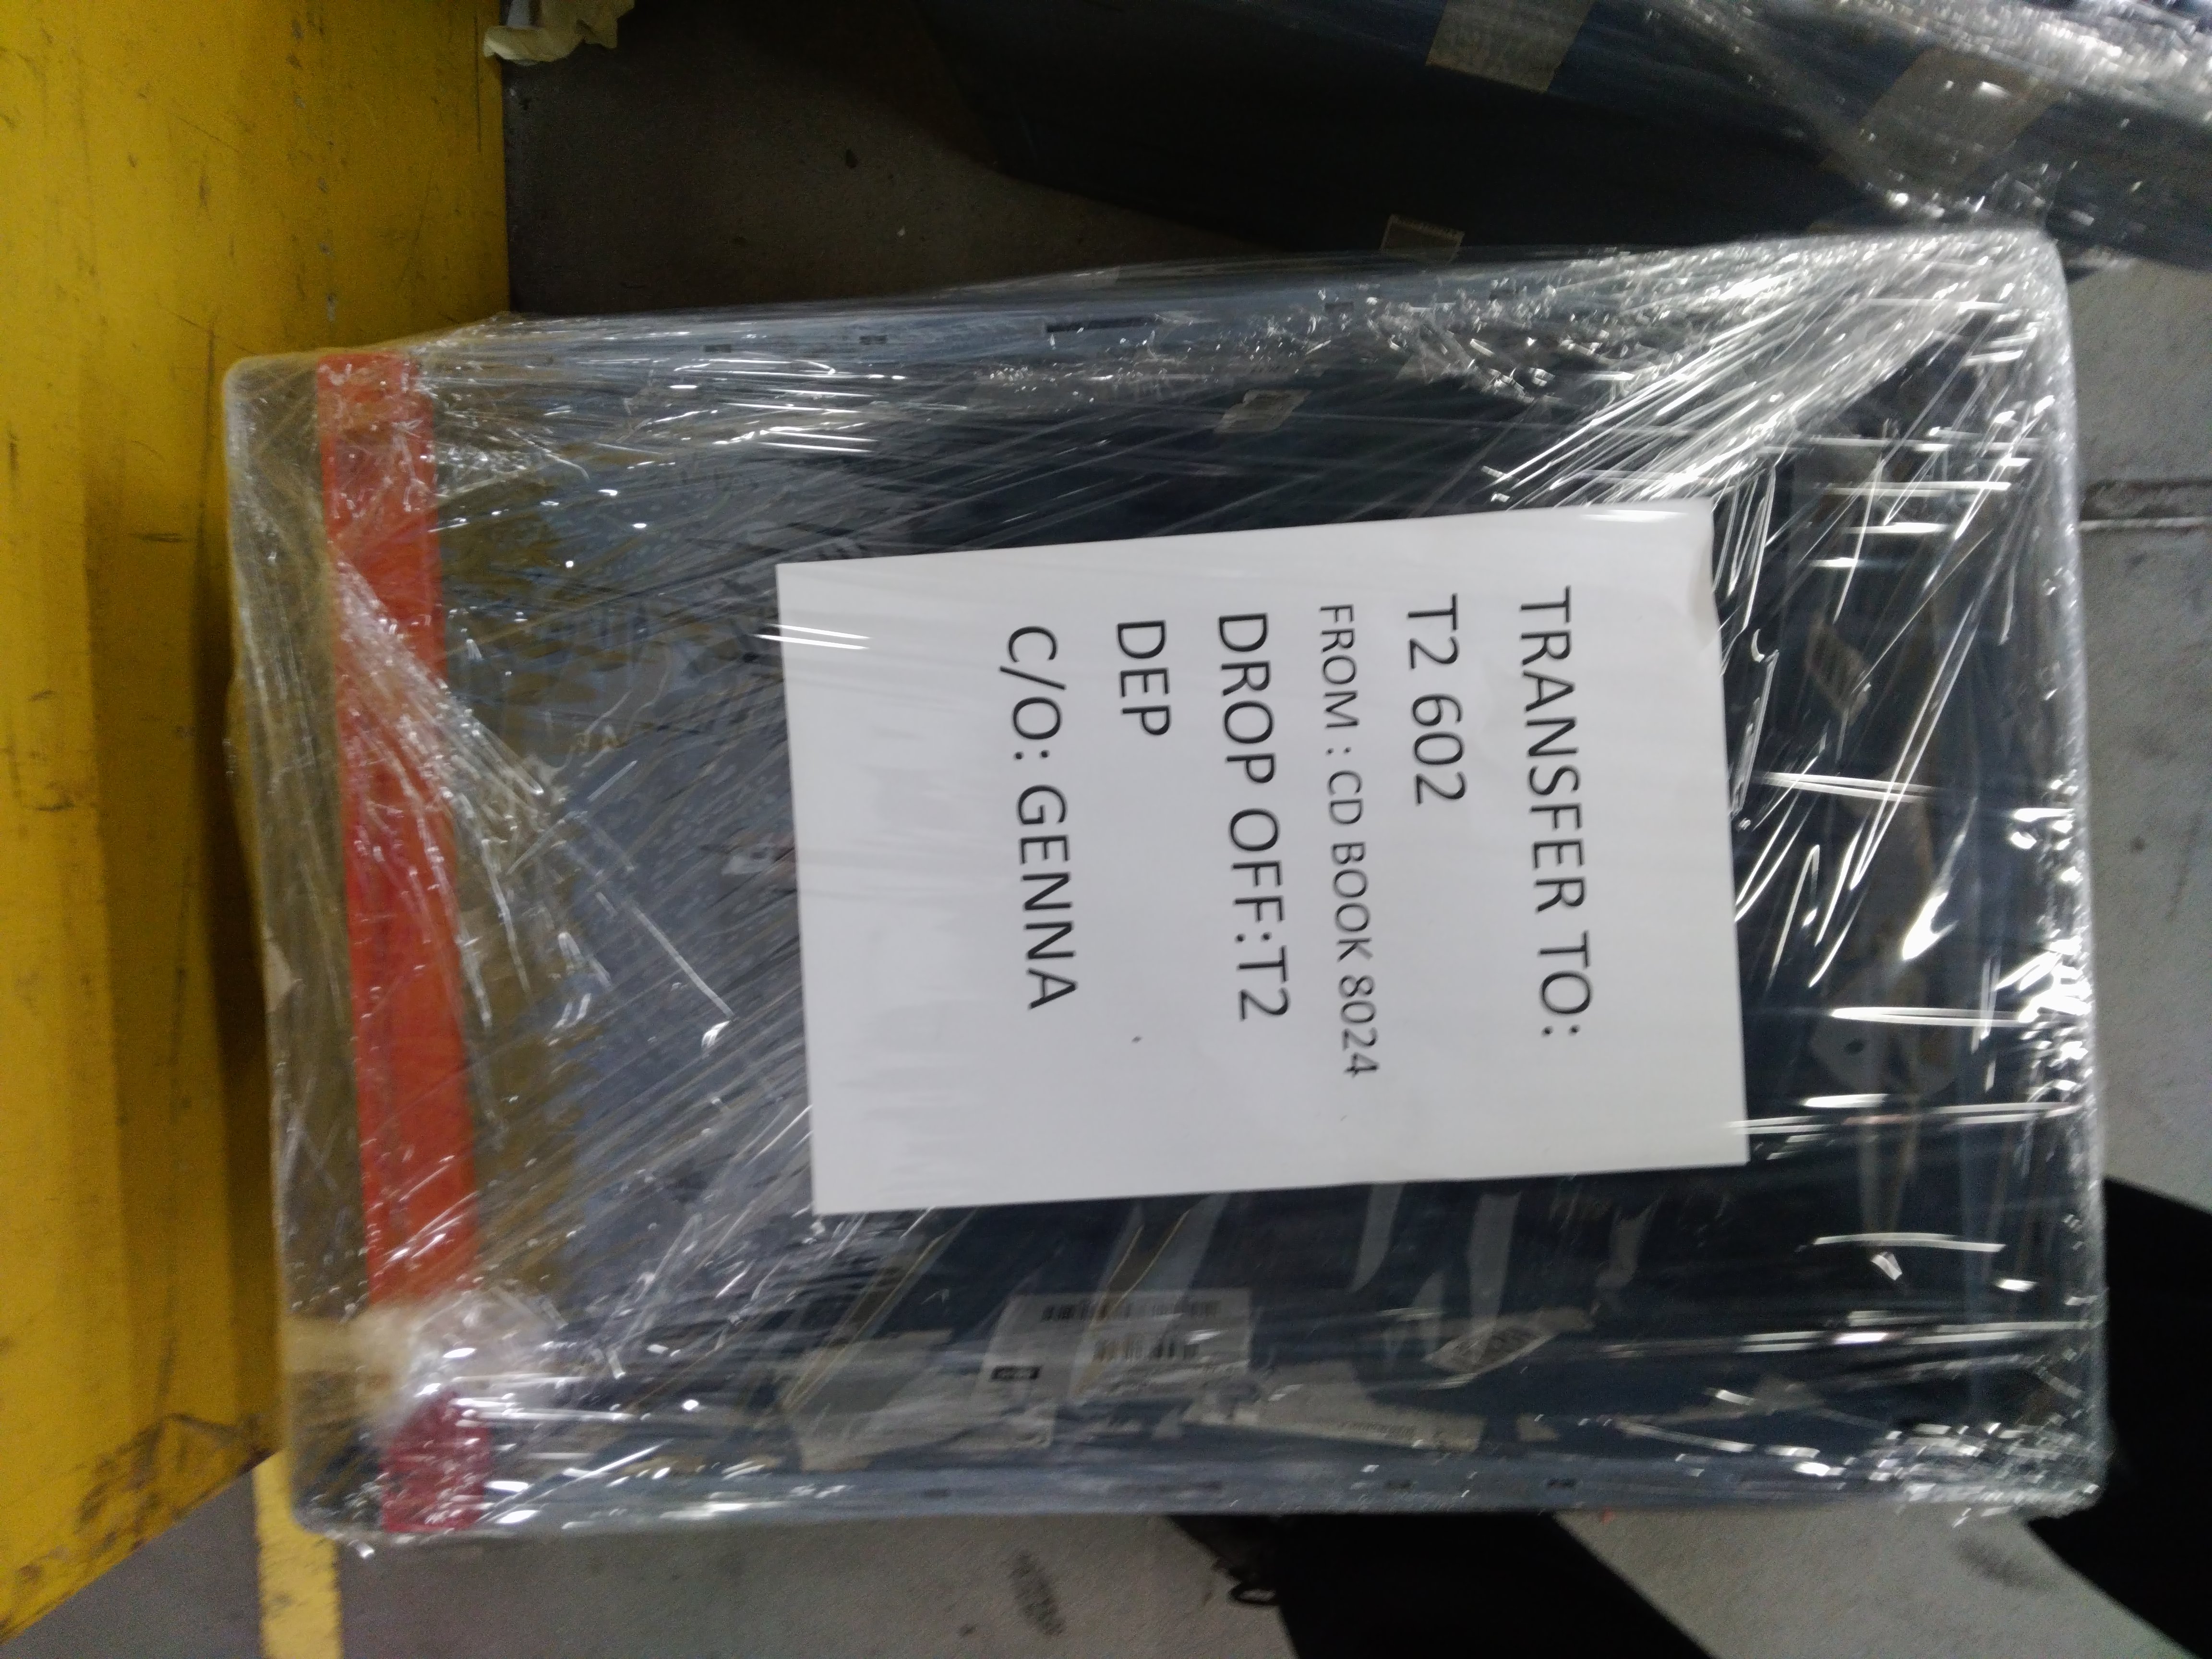 TRANSFER TO:
T2 602
FROM : CD BOOK 8024
DROP OFF:T2
DEP
C/O: GENNA